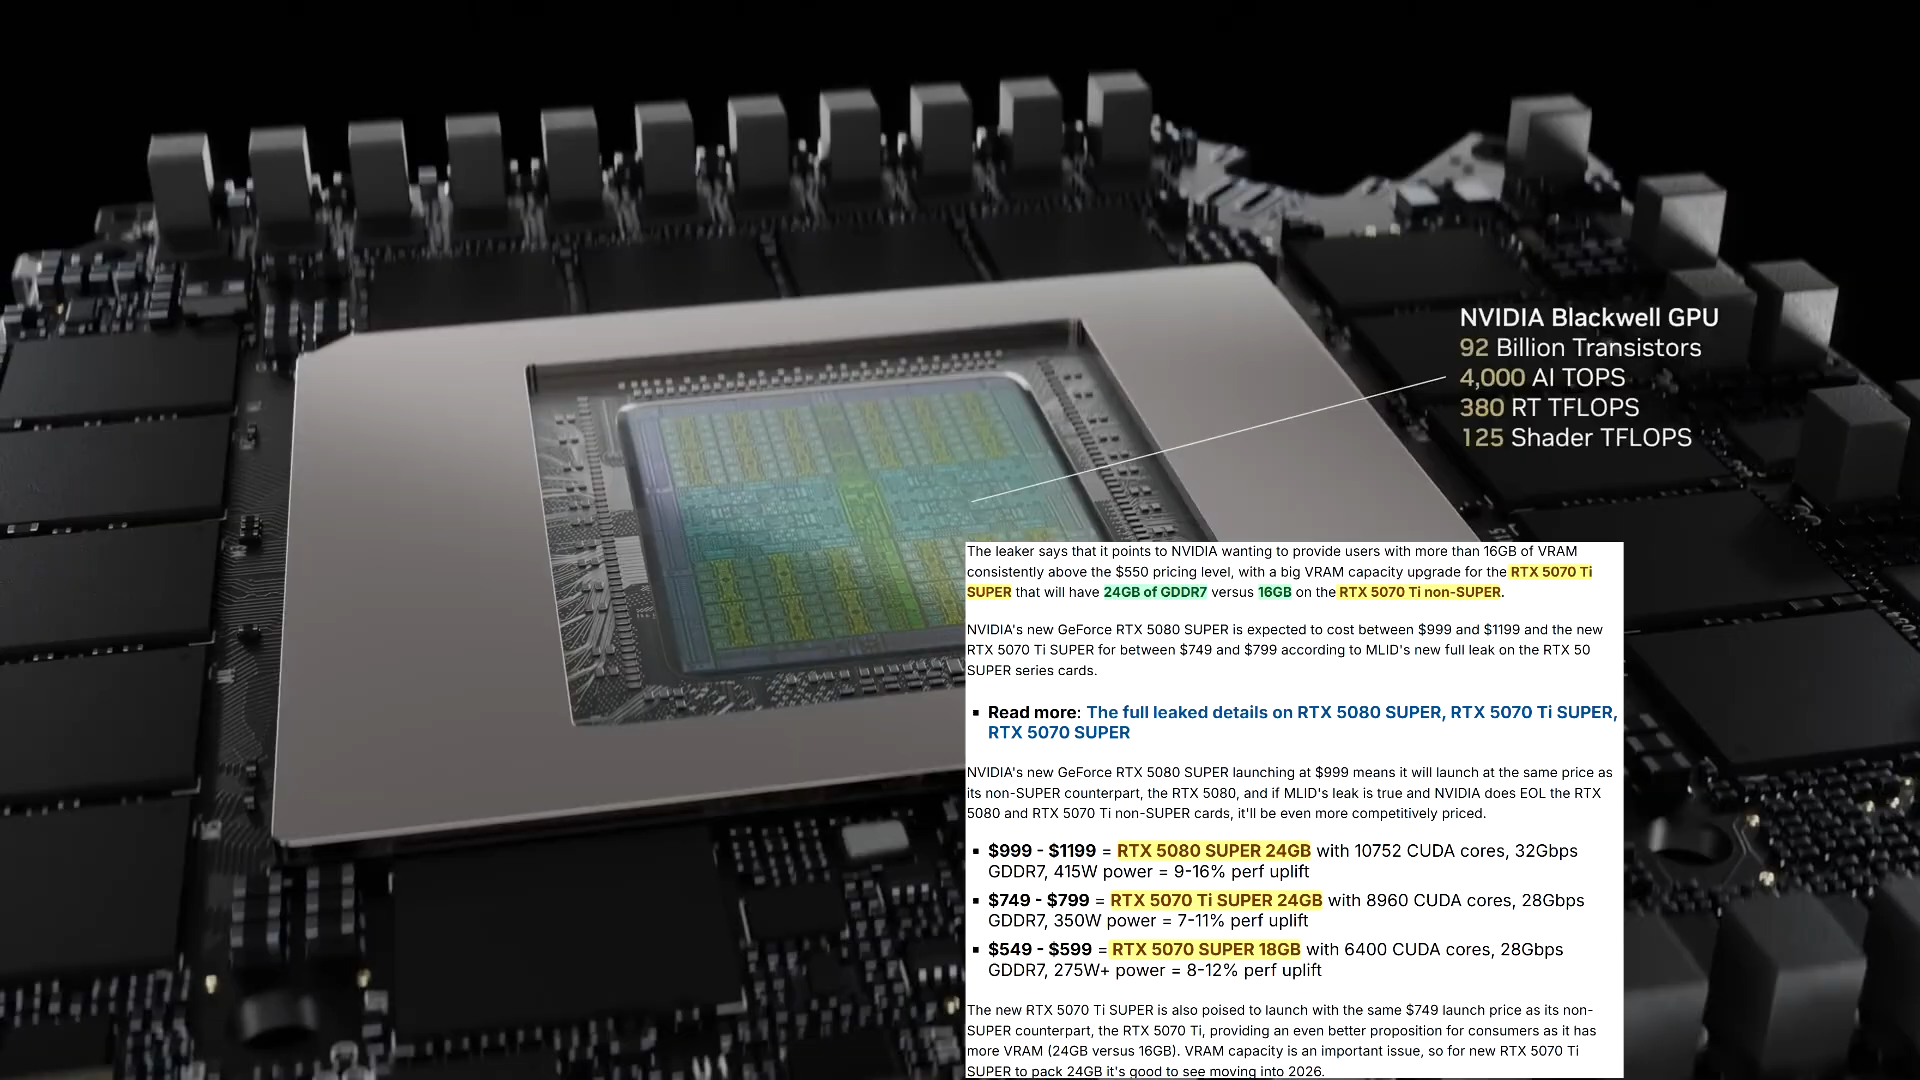 NVIDIA Blackwell GPU
92 Billion Transistors
4,000 AI TOPS
380 RT TFLOPS
125 Shader TFLOPS
The leaker says that it points to NVIDIA wanting to provide users with more than 16GB of VRAM
consistently above the $550 pricing level, with a big VRAM capacity upgrade for the RTX 5070 Ti
SUPER that will have 24GB of GDDR7 versus 16GB on the RTX 5070 Ti non-SUPER.
NVIDIA's new GeForce RTX 5080 SUPER is expected to cost between $999 and $1199 and the new
RTX 5070 Ti SUPER for between $749 and $799 according to MLID's new full leak on the RTX 50
SUPER series cards.
▪ Read more: The full leaked details on RTX 5080 SUPER, RTX 5070 Ti SUPER,
RTX 5070 SUPER
NVIDIA's new GeForce RTX 5080 SUPER launching at $999 means it will launch at the same price as
its non-SUPER counterpart, the RTX 5080, and if MLID's leak is true and NVIDIA does EOL the RTX
5080 and RTX 5070 Ti non-SUPER cards, it'll be even more competitively priced.
▪ $999 - $1199 = RTX 5080 SUPER 24GB with 10752 CUDA cores, 32Gbps
GDDR7, 415W power = 9-16% perf uplift
▪ $749 - $799 = RTX 5070 Ti SUPER 24GB with 8960 CUDA cores, 28Gbps
GDDR7, 350W power = 7-11% perf uplift
▪ $549 - $599 = RTX 5070 SUPER 18GB with 6400 CUDA cores, 28Gbps
GDDR7, 275W+ power = 8-12% perf uplift
The new RTX 5070 Ti SUPER is also poised to launch with the same $749 launch price as its non-
SUPER counterpart, the RTX 5070 Ti, providing an even better proposition for consumers as it has
more VRAM (24GB versus 16GB). VRAM capacity is an important issue, so for new RTX 5070 Ti
SUPER to pack 24GB it's good to see moving into 2026.